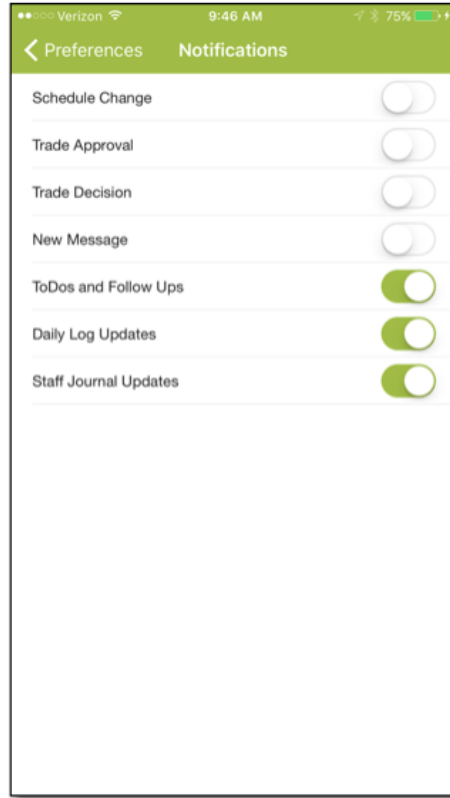 Verizon 9:46 AM 75%
Preferences Notifications
Schedule Change
Trade Approval
Trade Decision
New Message
ToDos and Follow Ups
Daily Log Updates
Staff Journal Updates